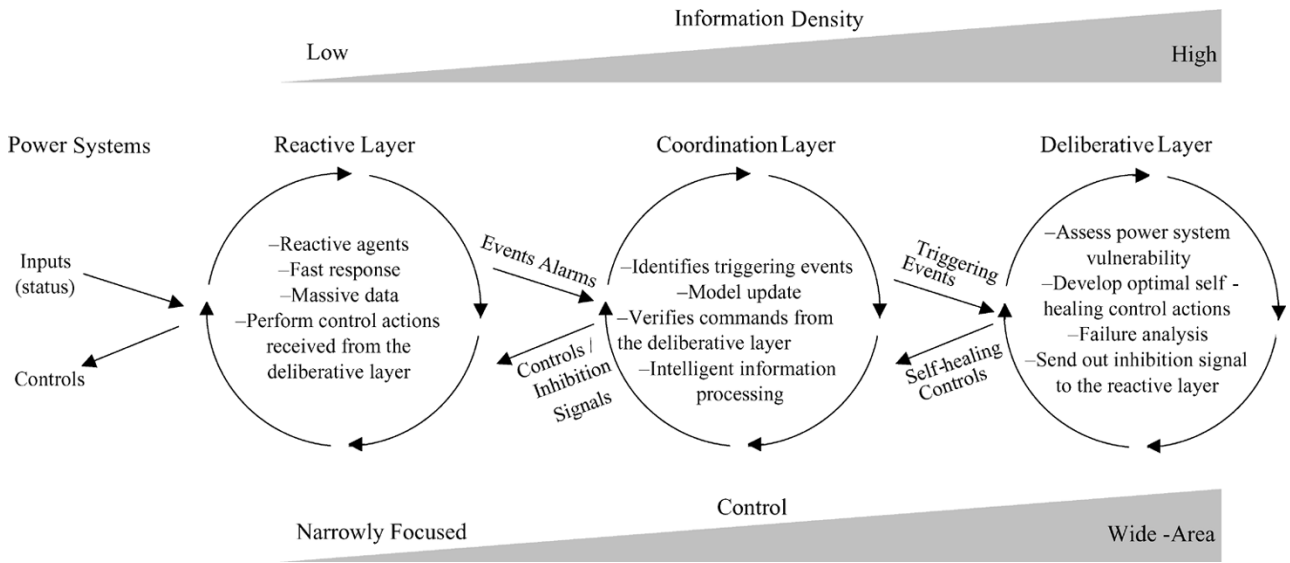 Information Density
Low
High
Power Systems
Reactive Layer
Coordination Layer
Deliberative Layer
Inputs
(status)
Controls
–Reactive agents
–Fast response
–Massive data
–Perform control actions
received from the
deliberative layer
Events Alarms
Controls /
Inhibition
Signals
–Identifies triggering events
–Model update
–Verifies commands from
the deliberative layer
–Intelligent information
processing
Triggering
Events
Self-healing
Controls
–Assess power system
vulnerability
–Develop optimal self -
healing control actions
–Failure analysis
–Send out inhibition signal
to the reactive layer
Control
Narrowly Focused
Wide -Area